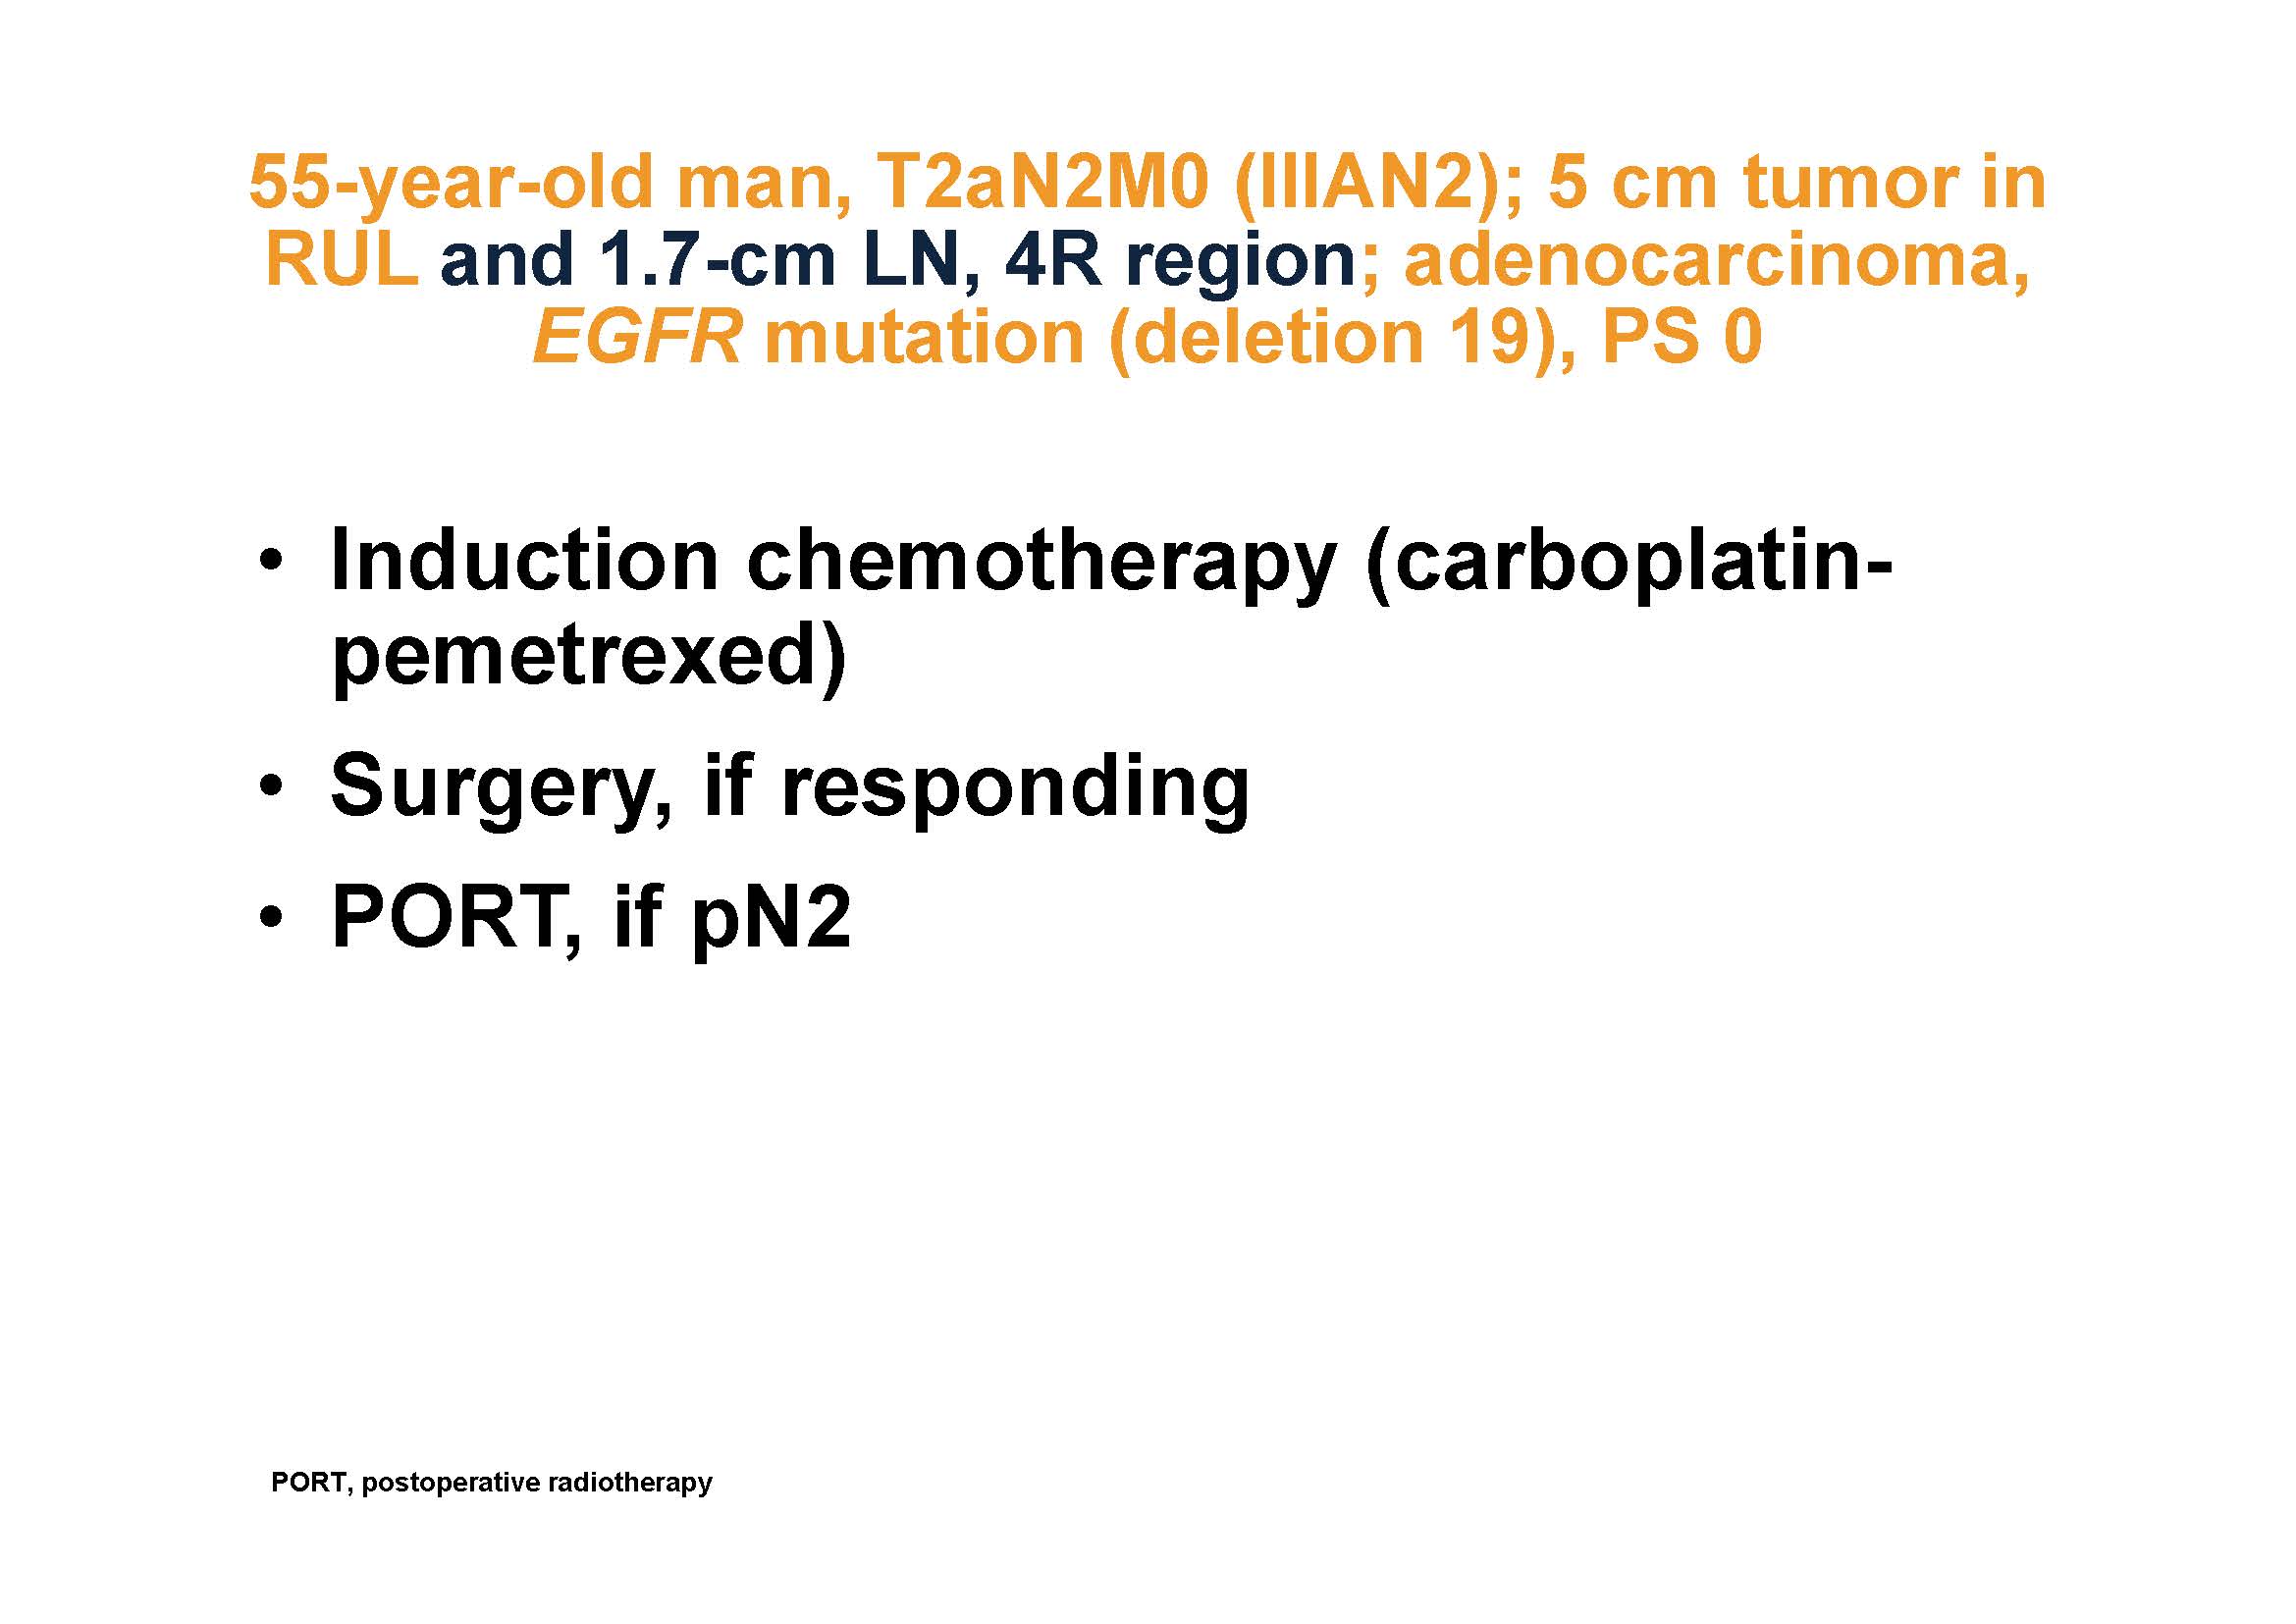 55-year-old man, T2aN2M0 (IIIAN2); 5 cm tumor in
RUL and 1.7-cm LN, 4R region; adenocarcinoma,
EGFR mutation (deletion 19), PS 0
• Induction chemotherapy (carboplatin-
pemetrexed)
• Surgery, if responding
• PORT, if pN2
PORT, postoperative radiotherapy